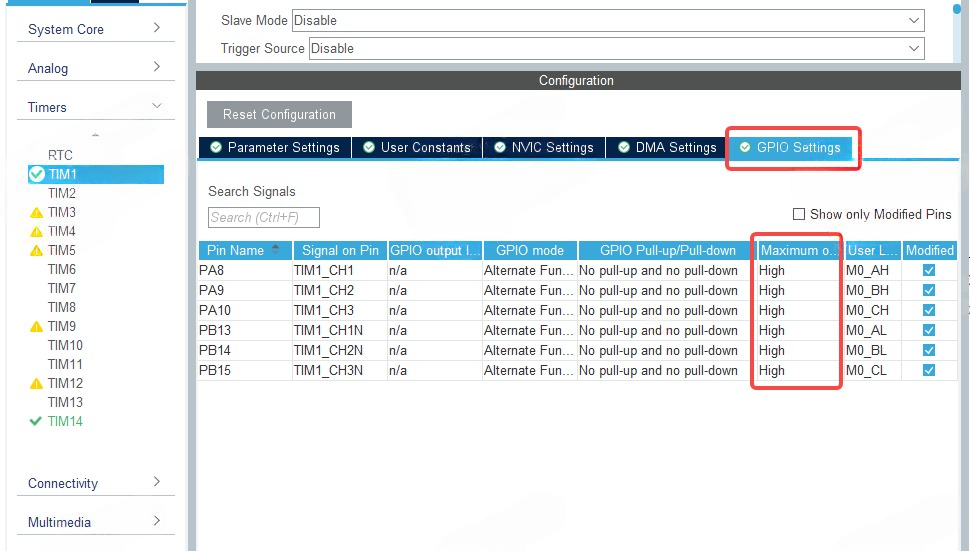 System Core
Analog
Timers
RTC
TIM1
TIM2
TIM3
TIM4
TIM5
TIM6
TIM7
TIM8
TIM9
TIM10
TIM11
TIM12
TIM13
TIM14
Connectivity
Multimedia
Slave Mode Disable
Trigger Source Disable
Configuration
Reset Configuration
Parameter Settings User Constants NVIC Settings DMA Settings GPIO Settings
Search Signals
Search (Ctrl+F)
Show only Modified Pins
Pin Name Signal on Pin GPIO output l... GPIO mode GPIO Pull-up/Pull-down Maximum o... User L... Modified
PA8 TIM1_CH1 n/a Alternate Fun... No pull-up and no pull-down High M0_AH
PA9 TIM1_CH2 n/a Alternate Fun... No pull-up and no pull-down High M0_BH
PA10 TIM1_CH3 n/a Alternate Fun... No pull-up and no pull-down High M0_CH
PB13 TIM1_CH1N n/a Alternate Fun... No pull-up and no pull-down High M0_AL
PB14 TIM1_CH2N n/a Alternate Fun... No pull-up and no pull-down High M0_BL
PB15 TIM1_CH3N n/a Alternate Fun... No pull-up and no pull-down High M0_CL